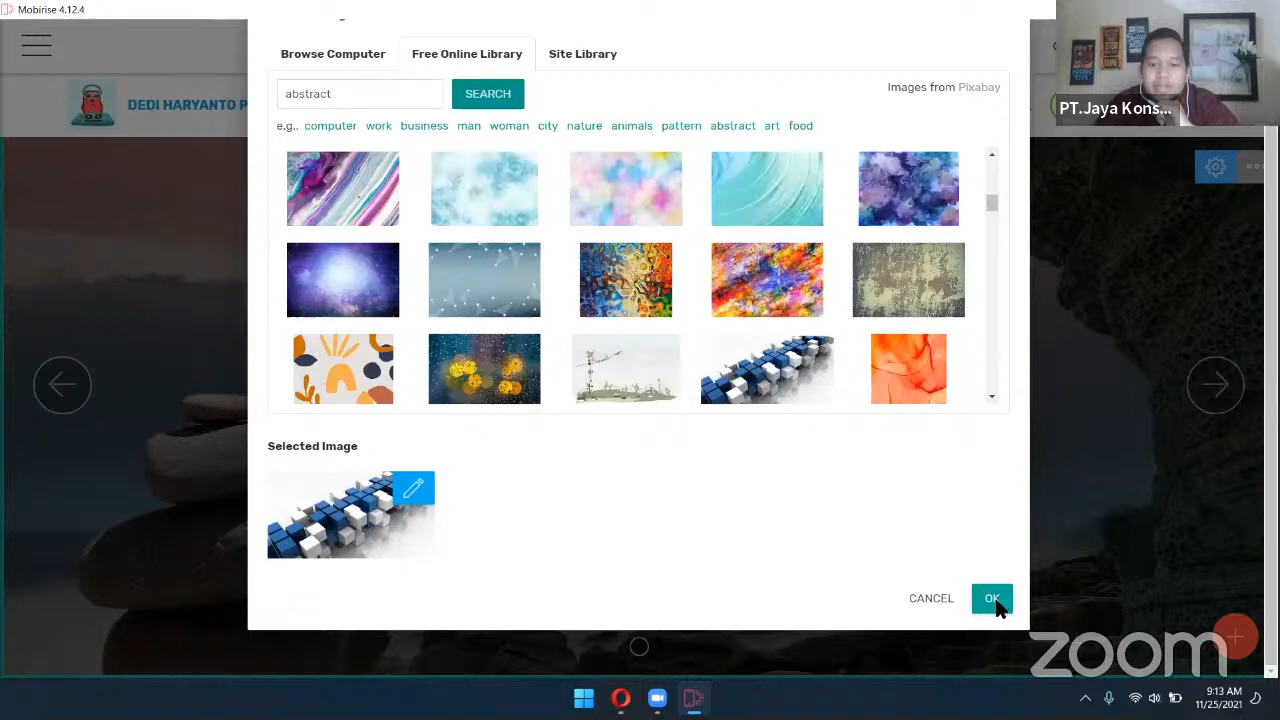 Mobirise 4.12.4
Browse Computer Free Online Library Site Library
abstract SEARCH Images from Pixabay
e.g., computer work business man woman city nature animals pattern abstract art food
DEDI HARYANTO P
PT.Jaya Kons...
Selected Image
CANCEL OK
zoom
9:13 AM
11/25/2021